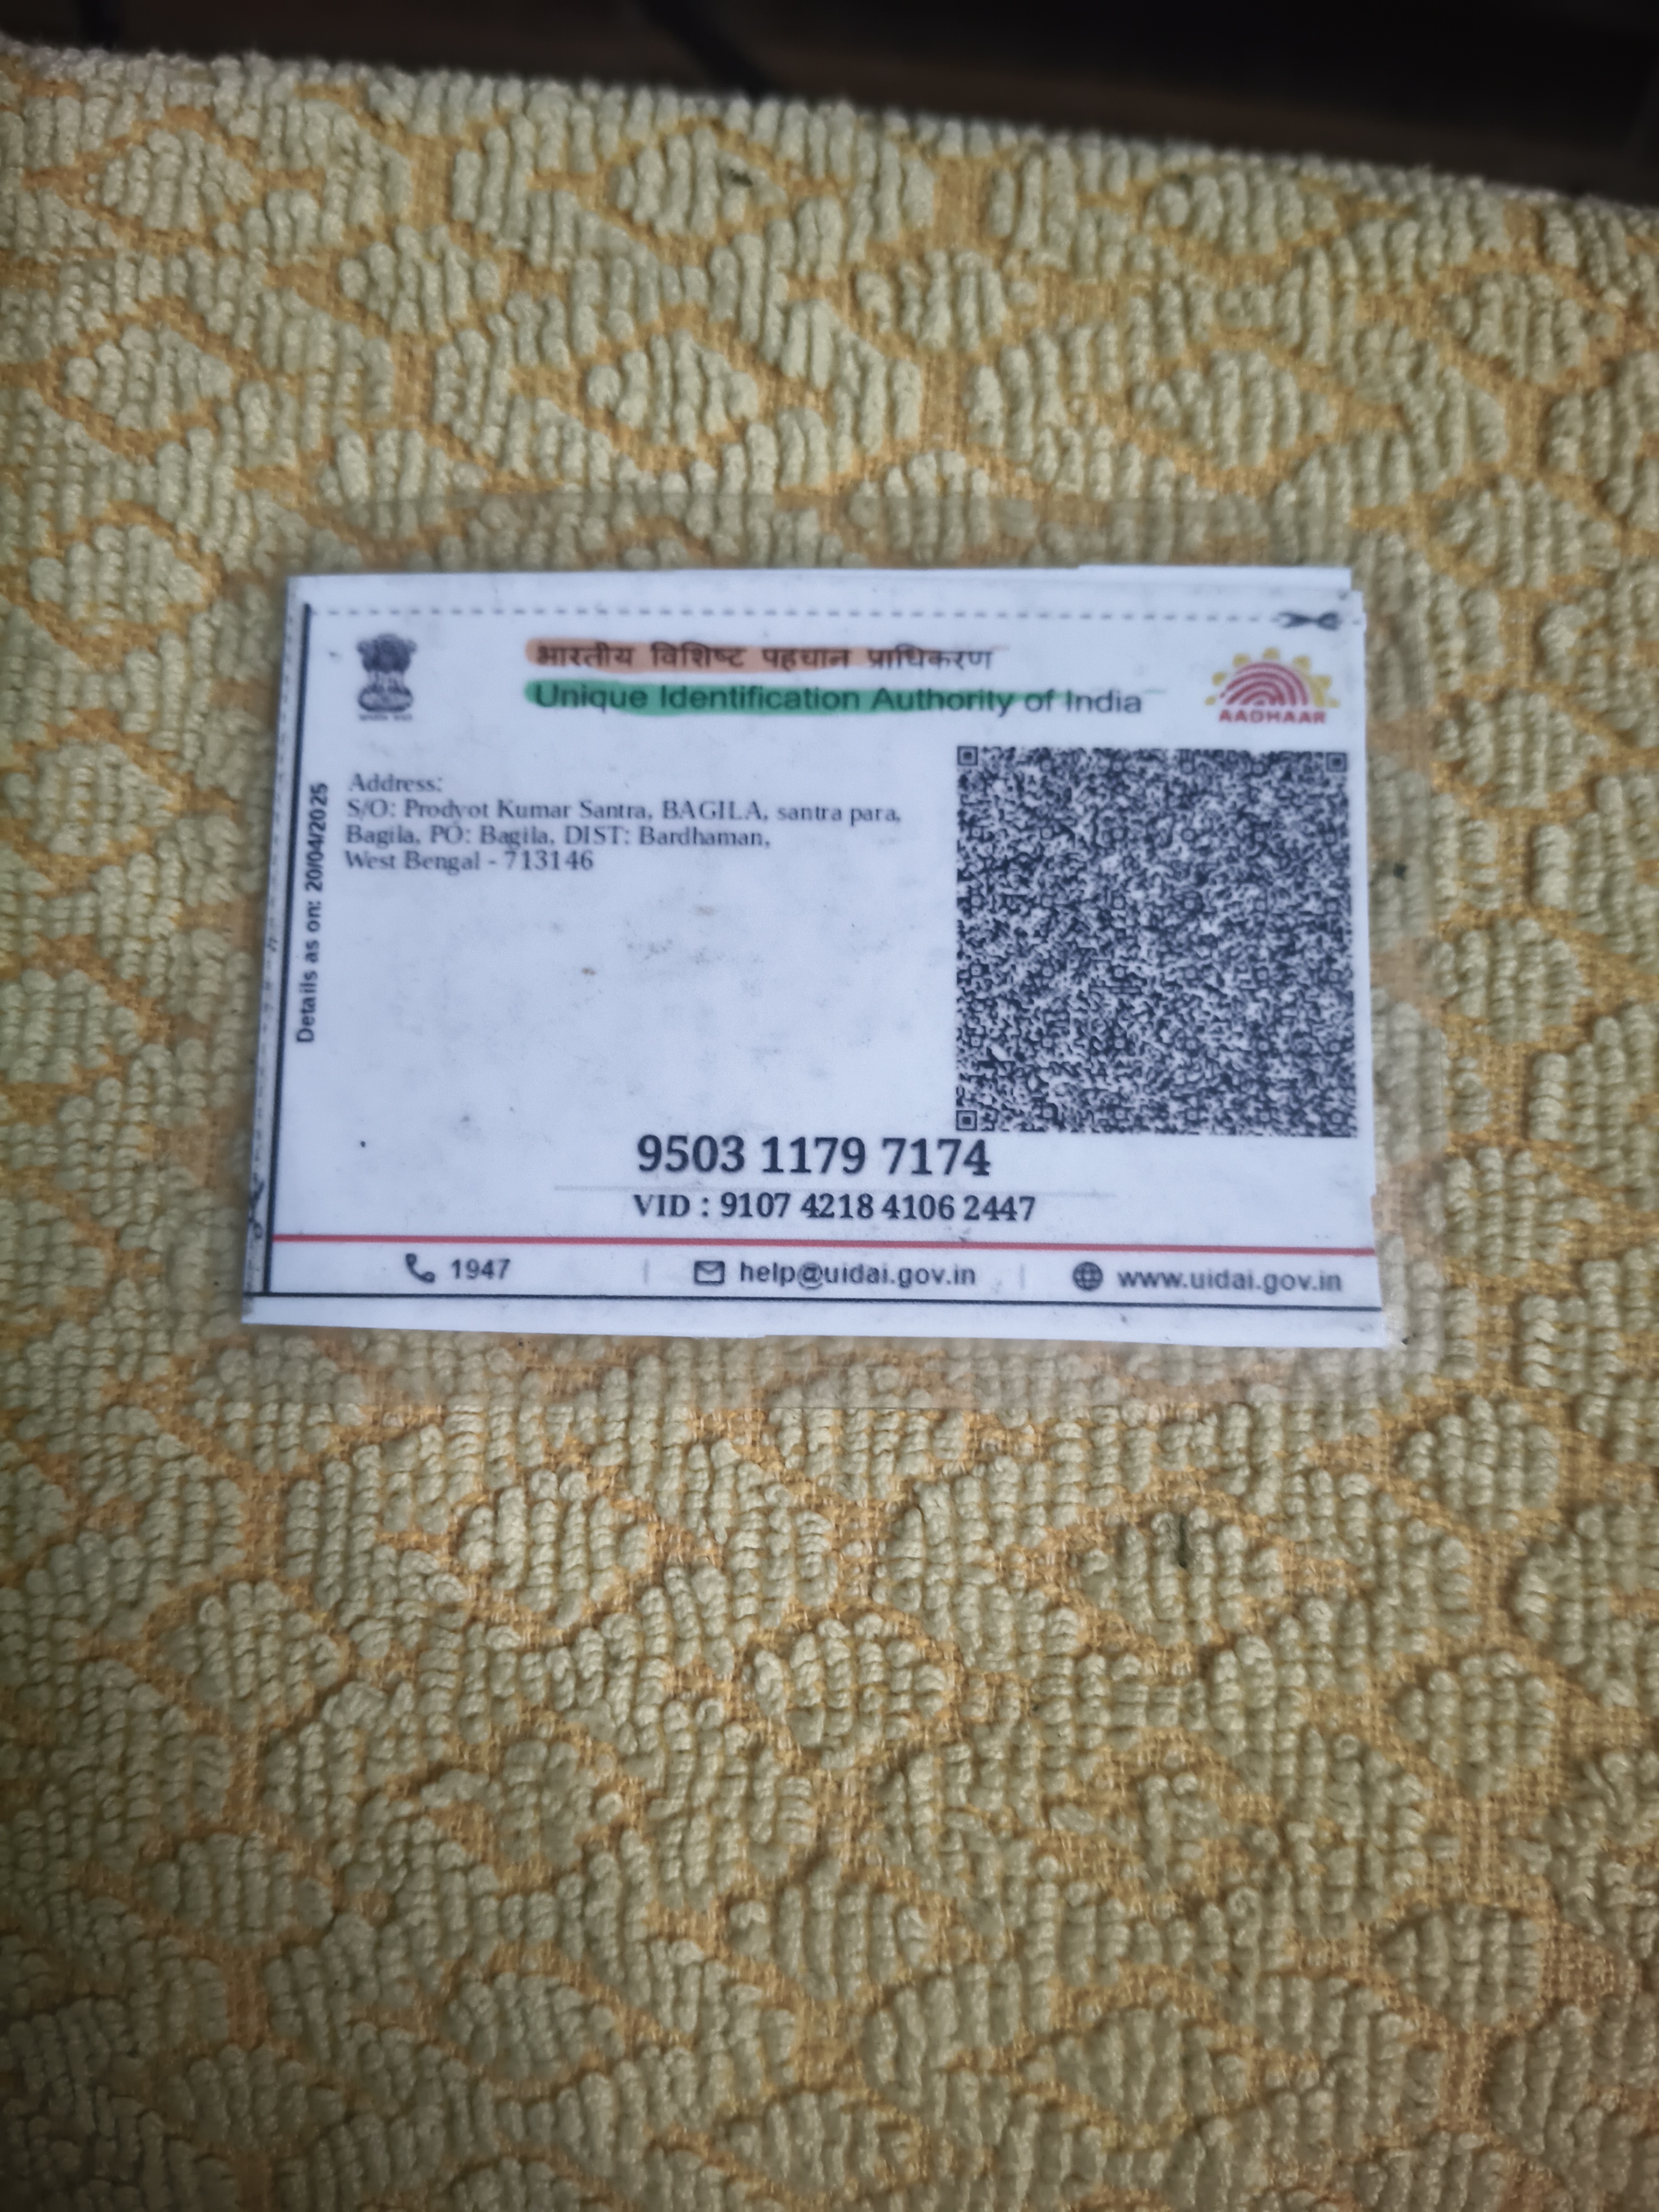 भारतीय विशिष्ट पहचान प्राधिकरण
Unique Identification Authority of India
AADHAAR
Details as on: 20/04/2025
Address:
S/O: Prodyot Kumar Santra, BAGILA, santra para,
Bagila, PO: Bagila, DIST: Bardhaman,
West Bengal - 713146
9503 1179 7174
VID : 9107 4218 4106 2447
1947
help@uidai.gov.in
www.uidai.gov.in